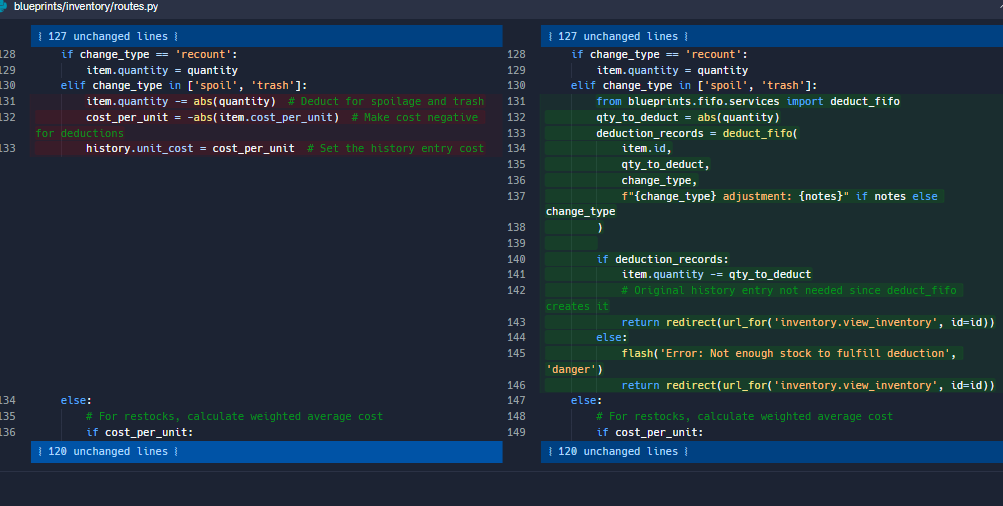 blueprints/inventory/routes.py
127 unchanged lines
128 if change_type == 'recount':
129 item.quantity = quantity
130 elif change_type in ['spoil', 'trash']:
131 item.quantity -= abs(quantity)  # Deduct for spoilage and trash
132 cost_per_unit = -abs(item.cost_per_unit)  # Make cost negative
for deductions
133 history.unit_cost = cost_per_unit  # Set the history entry cost
134 else:
135 # For restocks, calculate weighted average cost
136 if cost_per_unit:
120 unchanged lines
127 unchanged lines
128 if change_type == 'recount':
129 item.quantity = quantity
130 elif change_type in ['spoil', 'trash']:
131 from blueprints.fifo.services import deduct_fifo
132 qty_to_deduct = abs(quantity)
133 deduction_records = deduct_fifo(
134 item.id,
135 qty_to_deduct,
136 change_type,
137 f"{change_type} adjustment: {notes}" if notes else
change_type
138 )
139
140 if deduction_records:
141 item.quantity -= qty_to_deduct
142 # Original history entry not needed since deduct_fifo
creates it
143 return redirect(url_for('inventory.view_inventory', id=id))
144 else:
145 flash('Error: Not enough stock to fulfill deduction',
'danger')
146 return redirect(url_for('inventory.view_inventory', id=id))
147 else:
148 # For restocks, calculate weighted average cost
149 if cost_per_unit:
120 unchanged lines